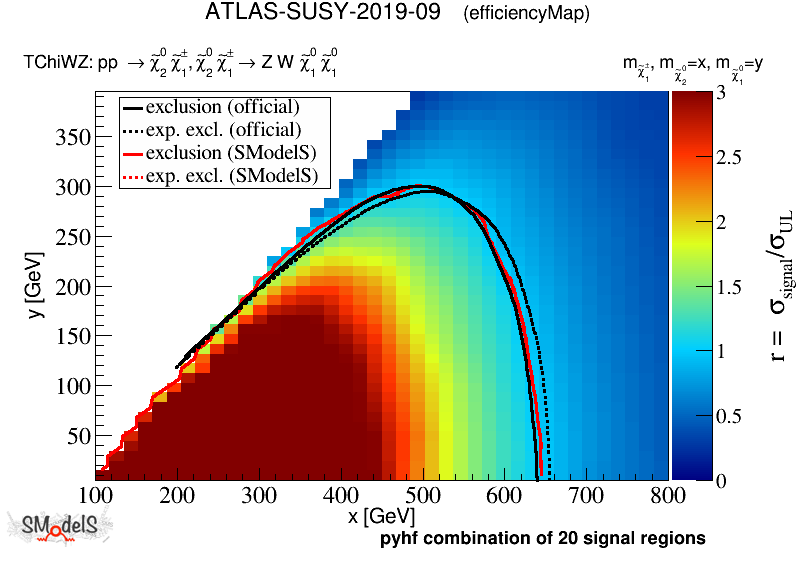 ATLAS-SUSY-2019-09 (efficiencyMap)
TChiWZ: pp → χ̃₂⁰ χ̃₁±, χ̃₂⁰ χ̃₁± → Z W χ̃₁⁰ χ̃₁⁰
m_χ̃₁±, m_χ̃₂⁰=x, m_χ̃₁⁰=y
exclusion (official)
exp. excl. (official)
exclusion (SModelS)
exp. excl. (SModelS)
y [GeV]
350
300
250
200
150
100
50
100 200 300 400 500 600 700 800
x [GeV]
3
2.5
2
1.5
1
0.5
0
r = σ_signal/σ_UL
SModelS
pyhf combination of 20 signal regions